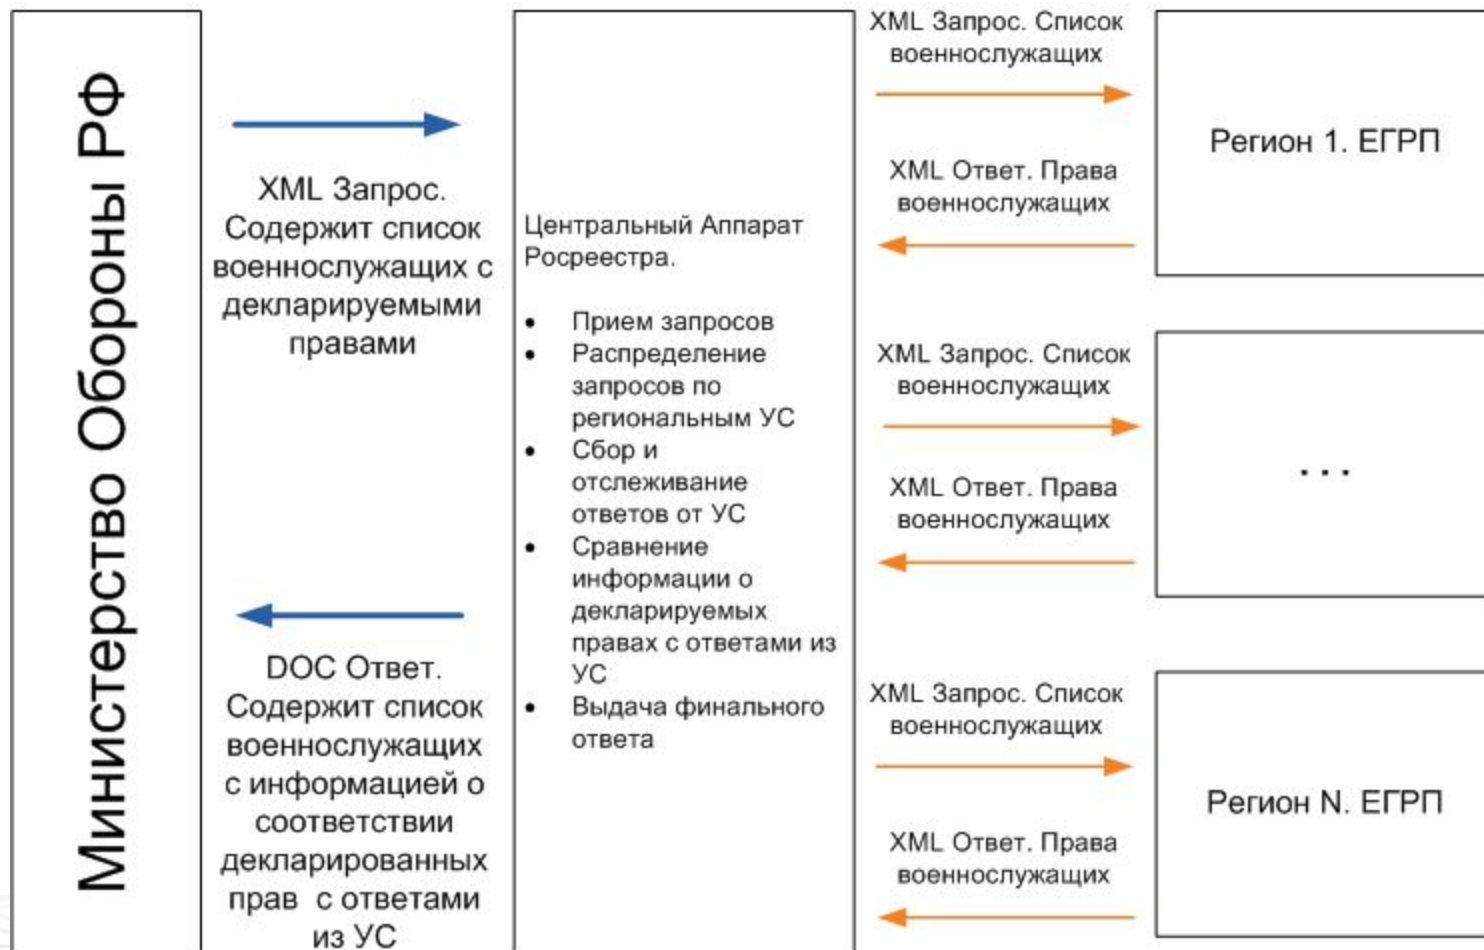 Министерство Обороны РФ
XML Запрос.
Содержит список
военнослужащих с
декларируемыми
правами
DOC Ответ.
Содержит список
военнослужащих
с информацией о
соответствии
декларированных
прав с ответами
из УС
Центральный Аппарат
Росреестра.
• Прием запросов
• Распределение
запросов по
региональным УС
• Сбор и
отслеживание
ответов от УС
• Сравнение
информации о
декларируемых
правах с ответами из
УС
• Выдача финального
ответа
XML Запрос. Список
военнослужащих
XML Ответ. Права
военнослужащих
Регион 1. ЕГРП
XML Запрос. Список
военнослужащих
XML Ответ. Права
военнослужащих
...
XML Запрос. Список
военнослужащих
XML Ответ. Права
военнослужащих
Регион N. ЕГРП